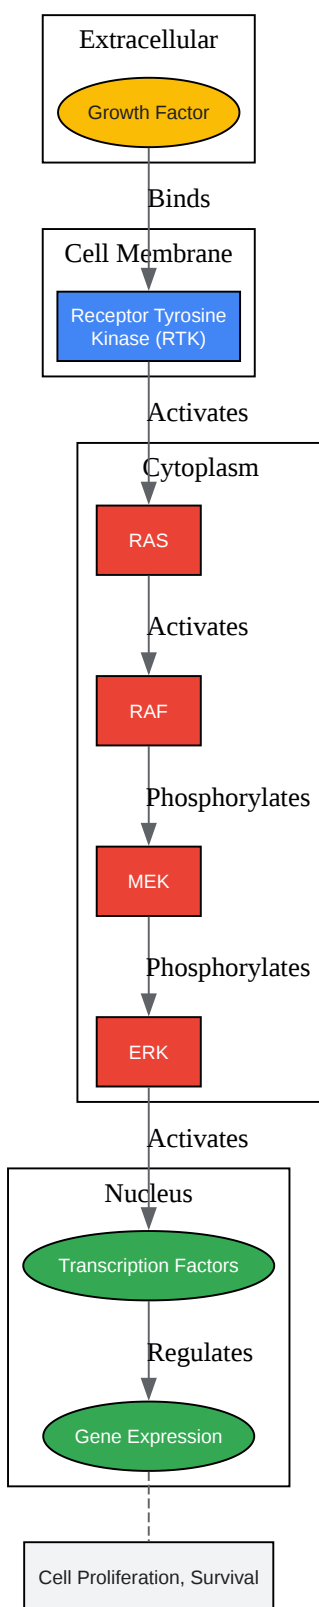 Extracellular
Growth Factor
Binds
Cell Membrane
Receptor Tyrosine
Kinase (RTK)
Activates
Cytoplasm
RAS
Activates
RAF
Phosphorylates
MEK
Phosphorylates
ERK
Activates
Nucleus
Transcription Factors
Regulates
Gene Expression
Cell Proliferation, Survival